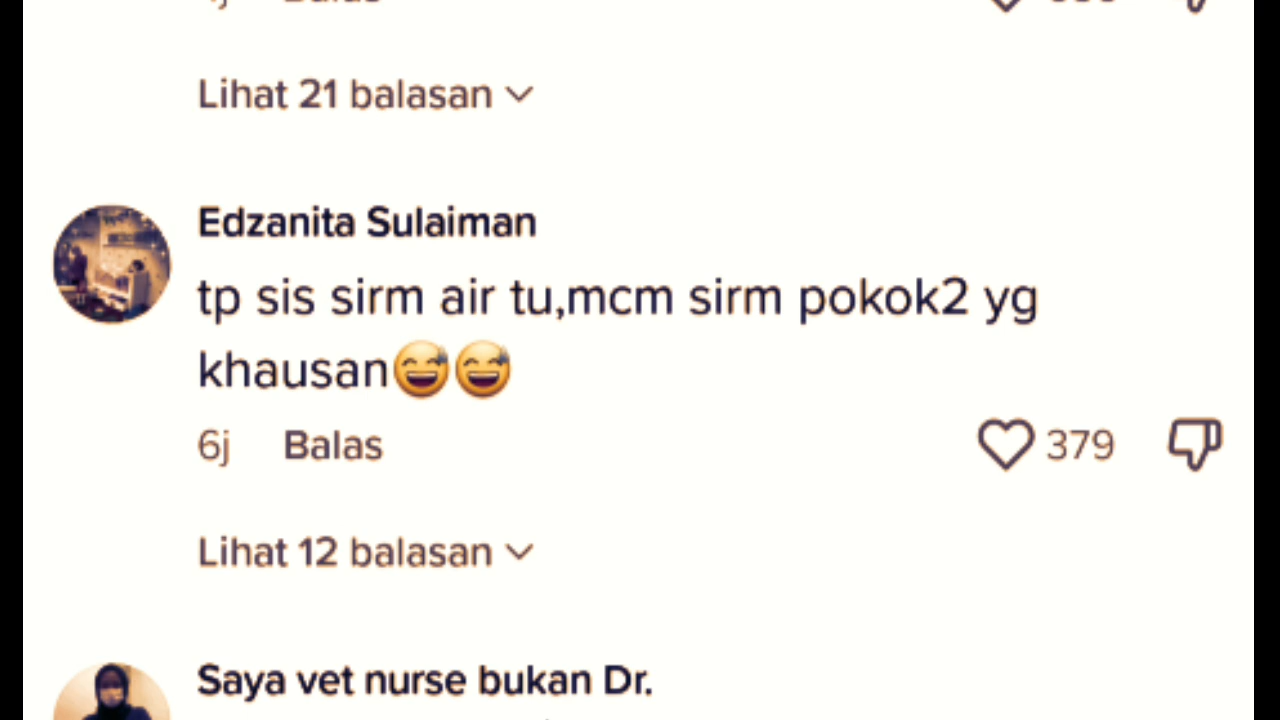 Lihat 21 balasan
Edzanita Sulaiman
tp sis sirm air tu,mcm sirm pokok2 yg
khausan😅😅
6j Balas 379
Lihat 12 balasan
Saya vet nurse bukan Dr.